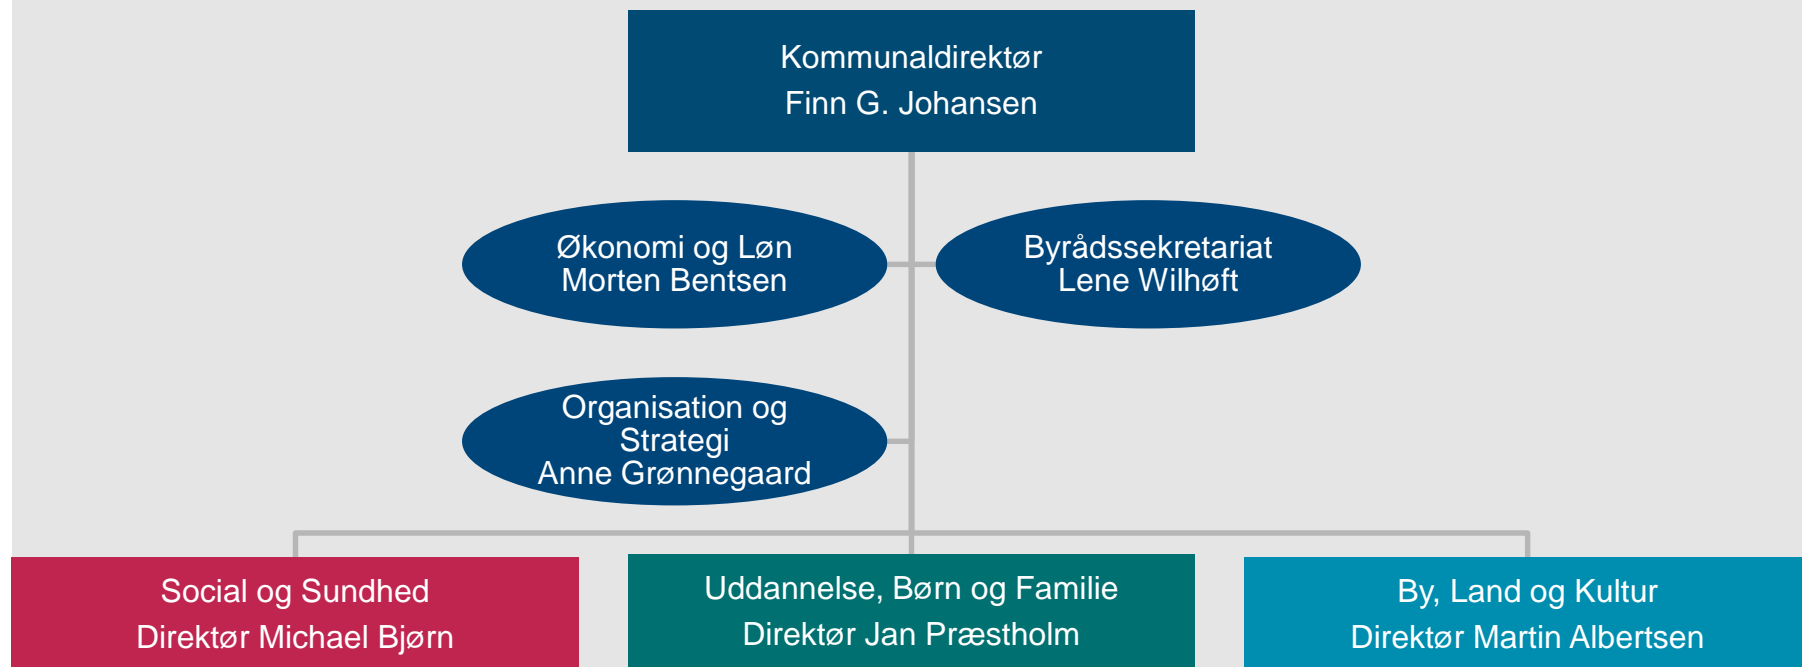 Kommunaldirektør
Finn G. Johansen
Økonomi og Løn
Morten Bentsen
Byrådssekretariat
Lene Wilhøft
Organisation og
Strategi
Anne Grønnegaard
Social og Sundhed
Direktør Michael Bjørn
Uddannelse, Børn og Familie
Direktør Jan Præstholm
By, Land og Kultur
Direktør Martin Albertsen